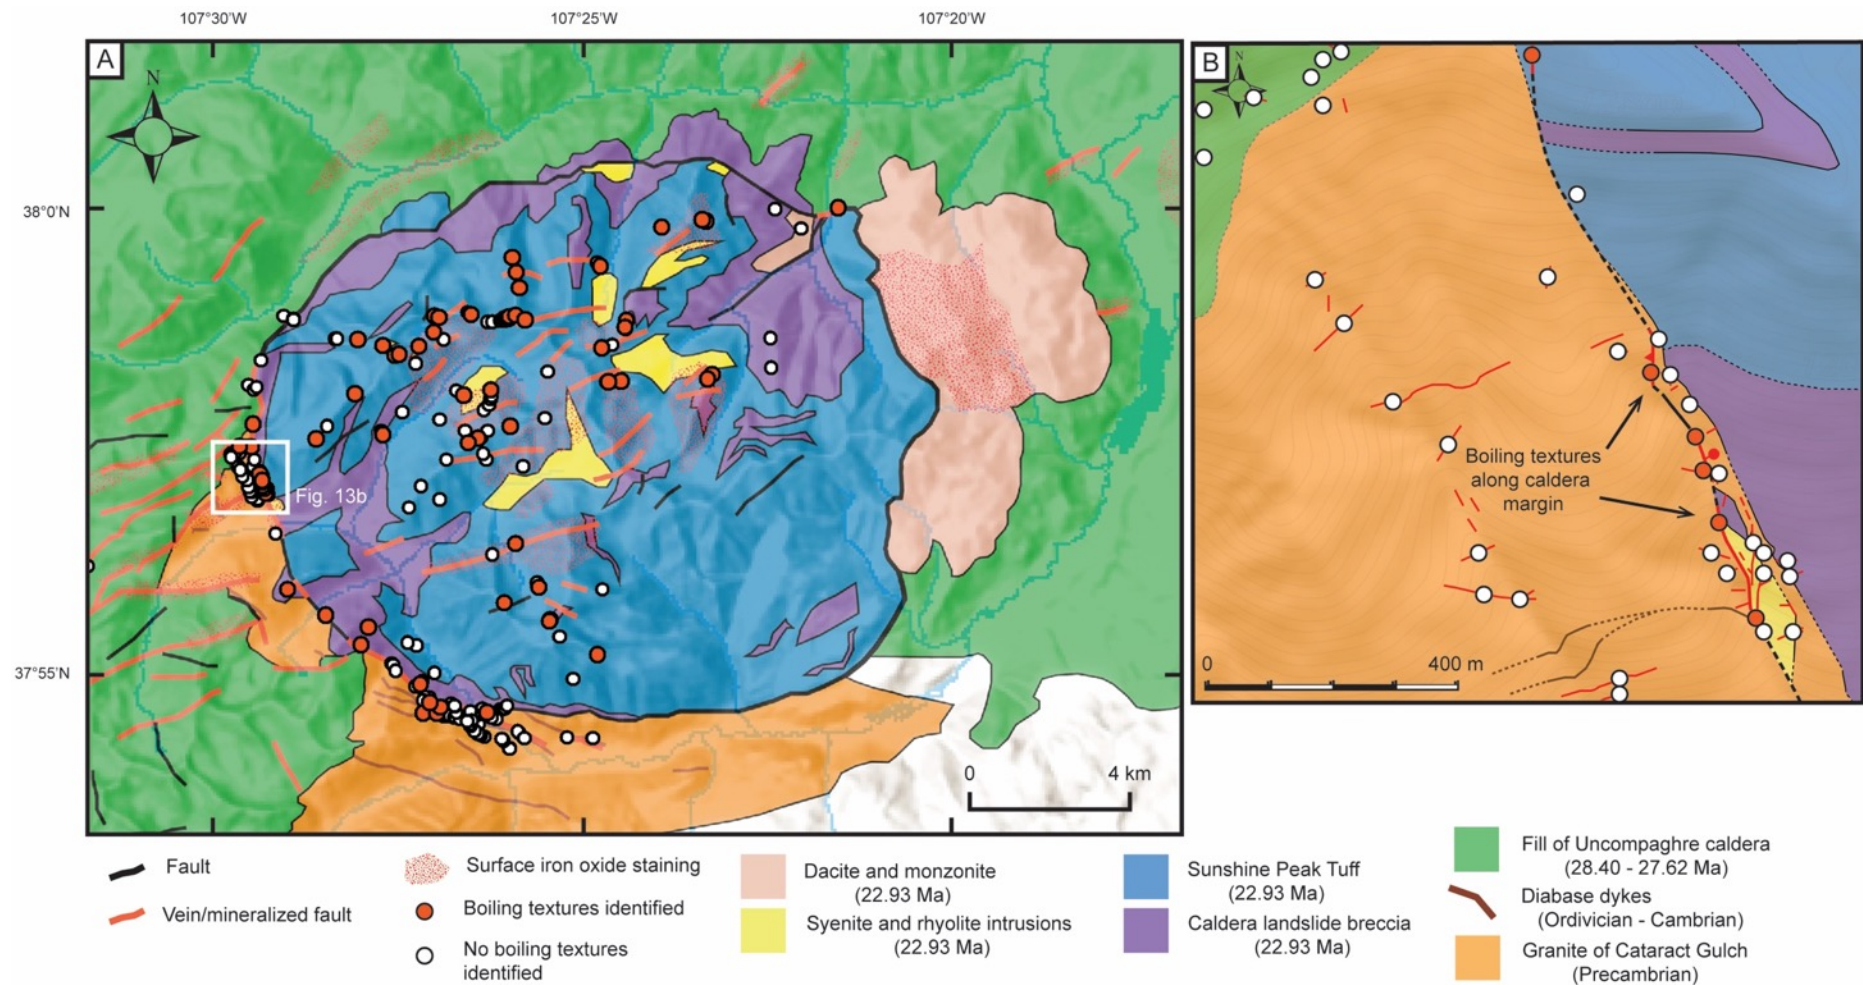 107°30'W
107°25'W
107°20'W
A
N
38°0'N
Fig. 13b
37°55'N
0
4 km
B
N
Boiling textures
along caldera
margin
0
400 m
Fault
Vein/mineralized fault
Surface iron oxide staining
Boiling textures identified
No boiling textures
identified
Dacite and monzonite
(22.93 Ma)
Syenite and rhyolite intrusions
(22.93 Ma)
Sunshine Peak Tuff
(22.93 Ma)
Caldera landslide breccia
(22.93 Ma)
Fill of Uncompaghre caldera
(28.40 - 27.62 Ma)
Diabase dykes
(Ordivician - Cambrian)
Granite of Cataract Gulch
(Precambrian)